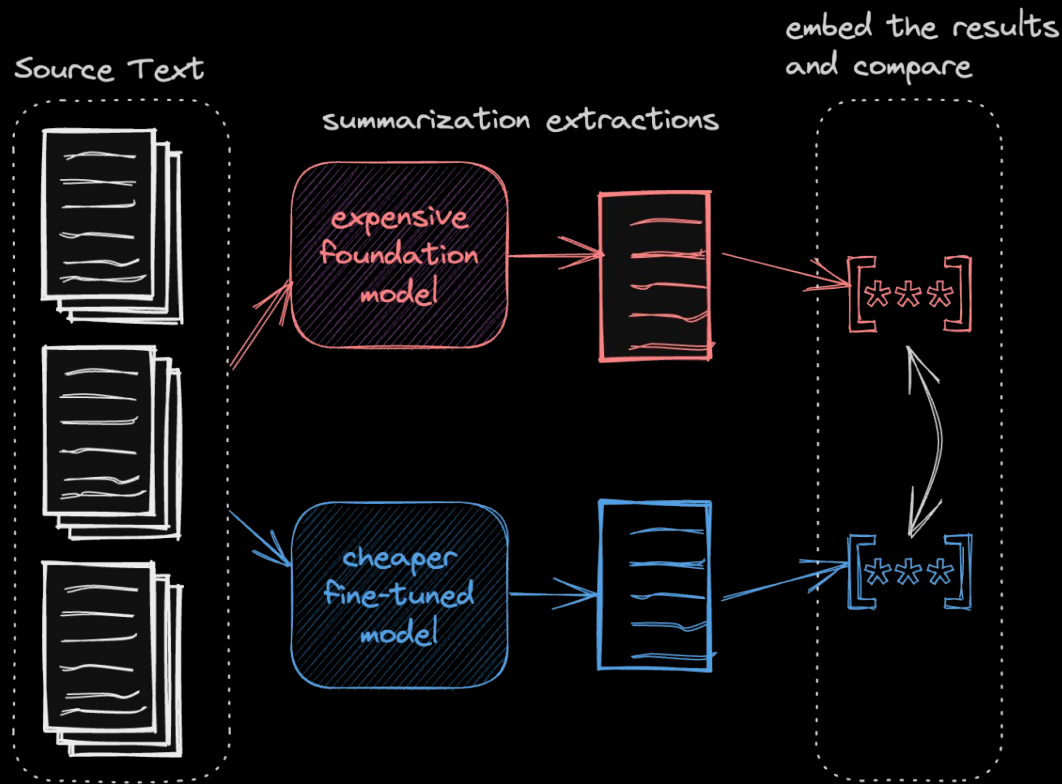 Source Text
embed the results
and compare
summarization extractions
expensive
foundation
model
[***]
cheaper
fine-tuned
model
[***]